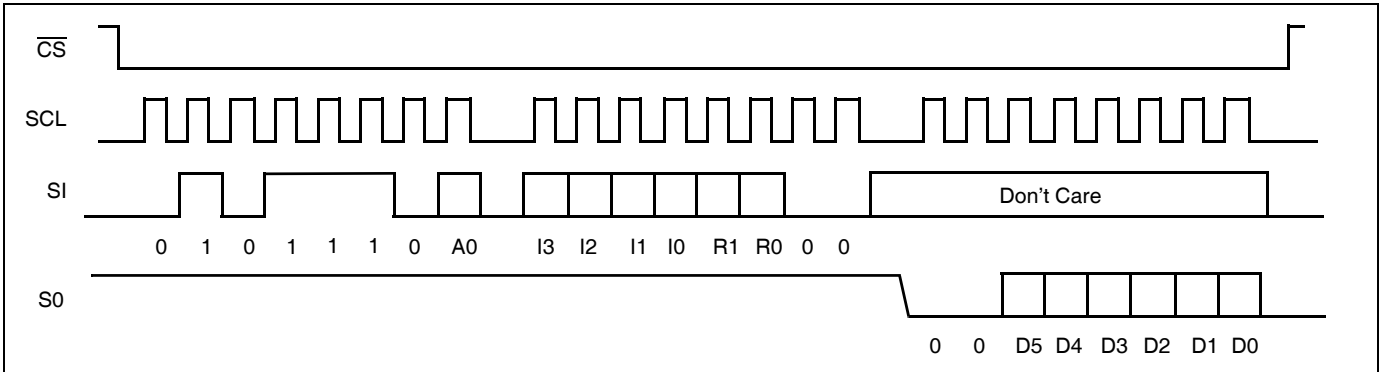 CS
SCL
SI
Don't Care
0 1 0 1 1 1 0 A0 I3 I2 I1 I0 R1 R0 0 0
S0
0 0 D5 D4 D3 D2 D1 D0